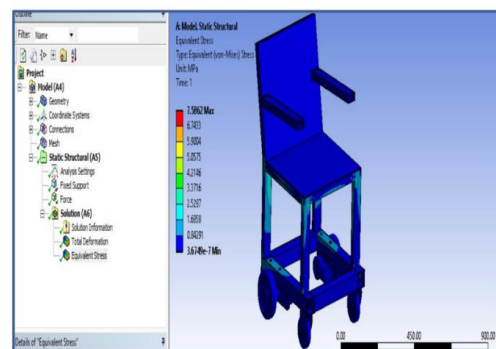 Outline
Filter: Name
Project
Model (A4)
Geometry
Coordinate Systems
Connections
Mesh
Static Structural (A5)
Analysis Settings
Fixed Support
Force
Solution (A6)
Solution Information
Total Deformation
Equivalent Stress
Details of "Equivalent Stress"
A: Model, Static Structural
Equivalent Stress
Type: Equivalent (von-Mises) Stress
Unit: MPa
Time: 1
7.5862 Max
6.7433
5.9004
5.0575
4.2146
3.3716
2.5287
1.6858
0.84291
3.6749e-7 Min
0.00
450.00
900.00